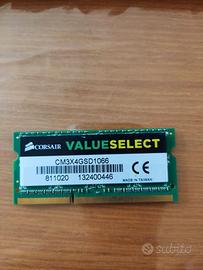 CORSAIR VALUESELECT
CM3X4GSD1066
811020 132400446
MADE IN TAIWAN
CE
subito